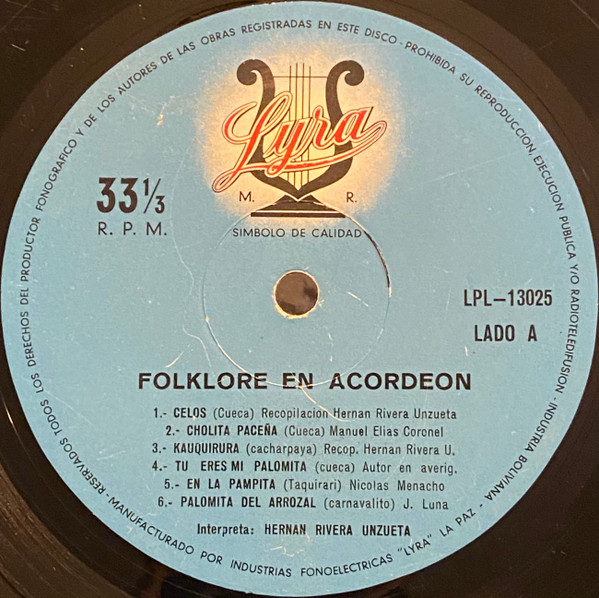 RESERVADOS TODOS LOS DERECHOS DEL PRODUCTOR FONOGRAFICO Y DE LOS AUTORES DE LAS OBRAS REGISTRADAS EN ESTE DISCO - PROHIBIDA SU REPRODUCCION, EJECUCION PUBLICA Y/O RADIOTELEDIFUSION - INDUSTRIA BOLIVIANA
Lyra
M. R.
SIMBOLO DE CALIDAD
33⅓
R. P. M.
LPL-13025
LADO A
FOLKLORE EN ACORDEON
1.- CELOS (Cueca) Recopilacion Hernan Rivera Unzueta
2.- CHOLITA PACEÑA (Cueca) Manuel Elias Coronel
3.- KAUQUIRURA (cacharpaya) Recop. Hernan Rivera U.
4.- TU ERES MI PALOMITA (cueca) Autor en averig.
5.- EN LA PAMPITA (Taquirari) Nicolas Menacho
6.- PALOMITA DEL ARROZAL (carnavalito) J. Luna
Interpreta: HERNAN RIVERA UNZUETA
- MANUFACTURADO POR INDUSTRIAS FONOELECTRICAS "LYRA" LA PAZ -